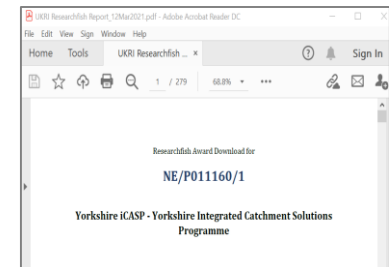 UKRI Researchfish Report_12Mar2021.pdf - Adobe Acrobat Reader DC
File Edit View Sign Window Help
Home Tools UKRI Researchfish ... × Sign In
1 / 279 68.8%
Researchfish Award Download for
NE/P011160/1
Yorkshire iCASP - Yorkshire Integrated Catchment Solutions
Programme